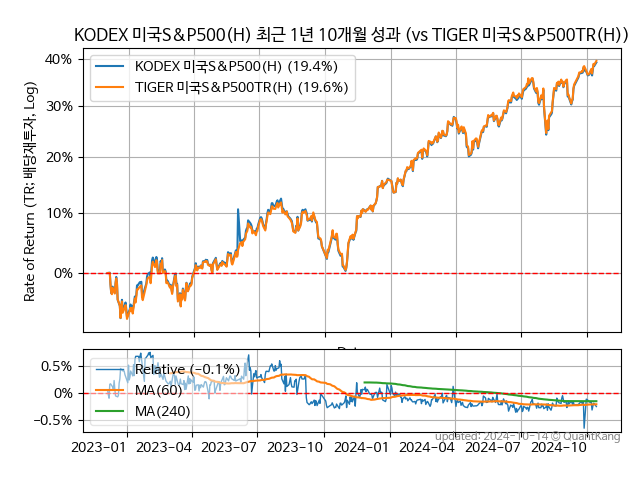 KODEX 미국S&P500(H) 최근 1년 10개월 성과 (vs TIGER 미국S&P500TR(H))
KODEX 미국S&P500(H) (19.4%)
TIGER 미국S&P500TR(H) (19.6%)
Rate of Return (TR: 배당재투자, Log)
40%
30%
20%
10%
0%
Relative (−0.1%)
MA(60)
MA(240)
0.5%
0.0%
−0.5%
updated: 2024-10-14 © QuantKang
2023-01 2023-04 2023-07 2023-10 2024-01 2024-04 2024-07 2024-10